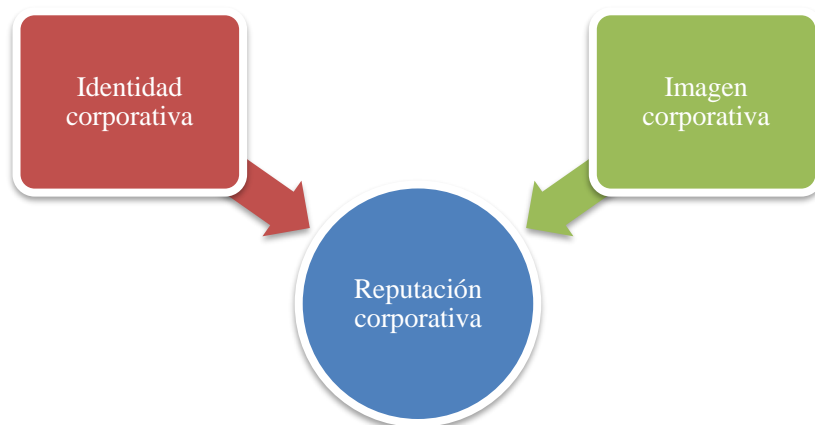 Identidad
corporativa
Imagen
corporativa
Reputación
corporativa